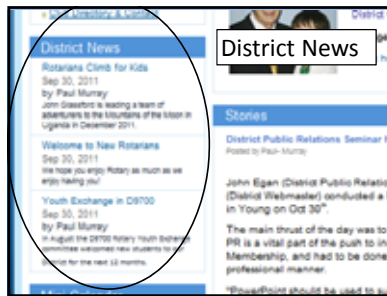 District
District News
District News
Rotarians Climb for Kids
Sep 30, 2011
by Paul Murray
John Glassford is leading a team of
adventurers to the Mountains of the Moon in
Uganda in December 2011.
Welcome to New Rotarians
Sep 30, 2011
We hope you enjoy Rotary as much as we
enjoy having you!
Youth Exchange in D9700
Sep 30, 2011
by Paul Murray
In August the D9700 Rotary Youth Exchange
committee welcomed new students to our
District for the next 12 months.
Stories
District Public Relations Seminar
Posted by Paul Murray
John Egan (District Public Relatio
(District Webmaster) conducted a
in Young on Oct 30".
The main thrust of the day was to
PR is a vital part of the push to in
Membership, and had to be done
professional manner.
"PowerPoint should be used to su